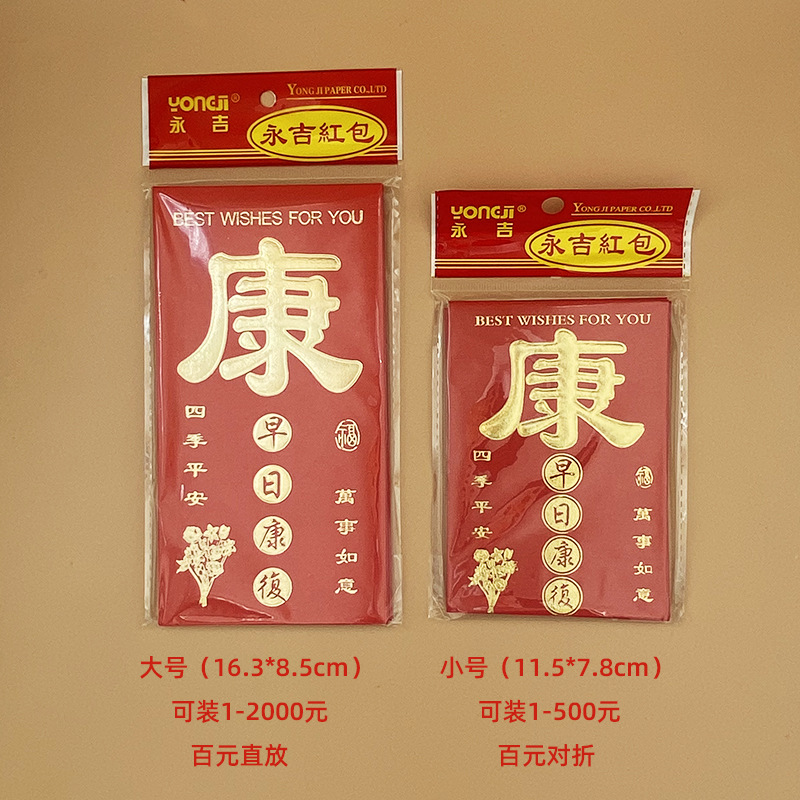 YONGJI®
永吉
YONG JI PAPER CO.,LTD
永吉紅包
BEST WISHES FOR YOU
康
四季平安
早日康復
福
萬事如意
YONGJI®
永吉
YONG JI PAPER CO.,LTD
永吉紅包
BEST WISHES FOR YOU
康
四季平安
早日康復
福
萬事如意
大号（16.3*8.5cm）
可装1-2000元
百元直放
小号（11.5*7.8cm）
可装1-500元
百元对折